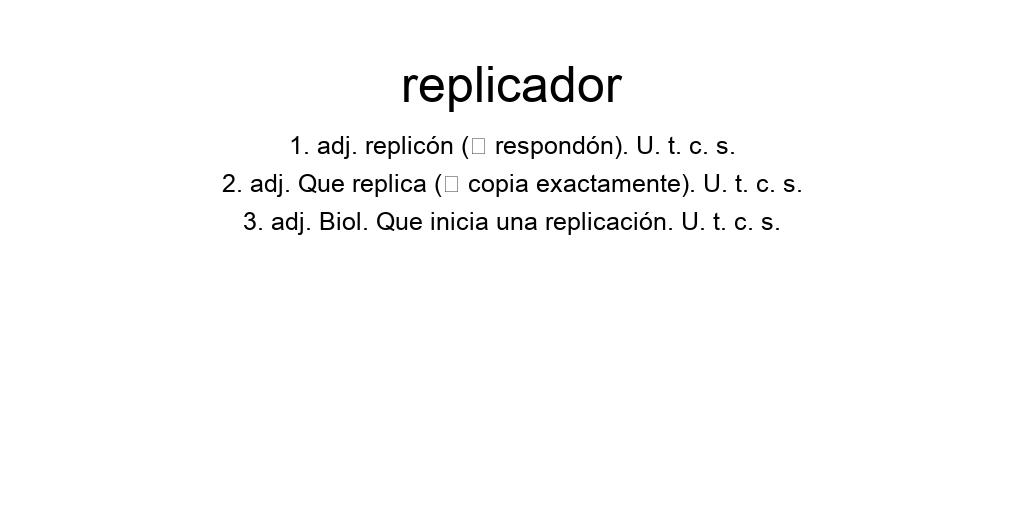 replicador
1. adj. replicón (□ respondón). U. t. c. s.
2. adj. Que replica (□ copia exactamente). U. t. c. s.
3. adj. Biol. Que inicia una replicación. U. t. c. s.